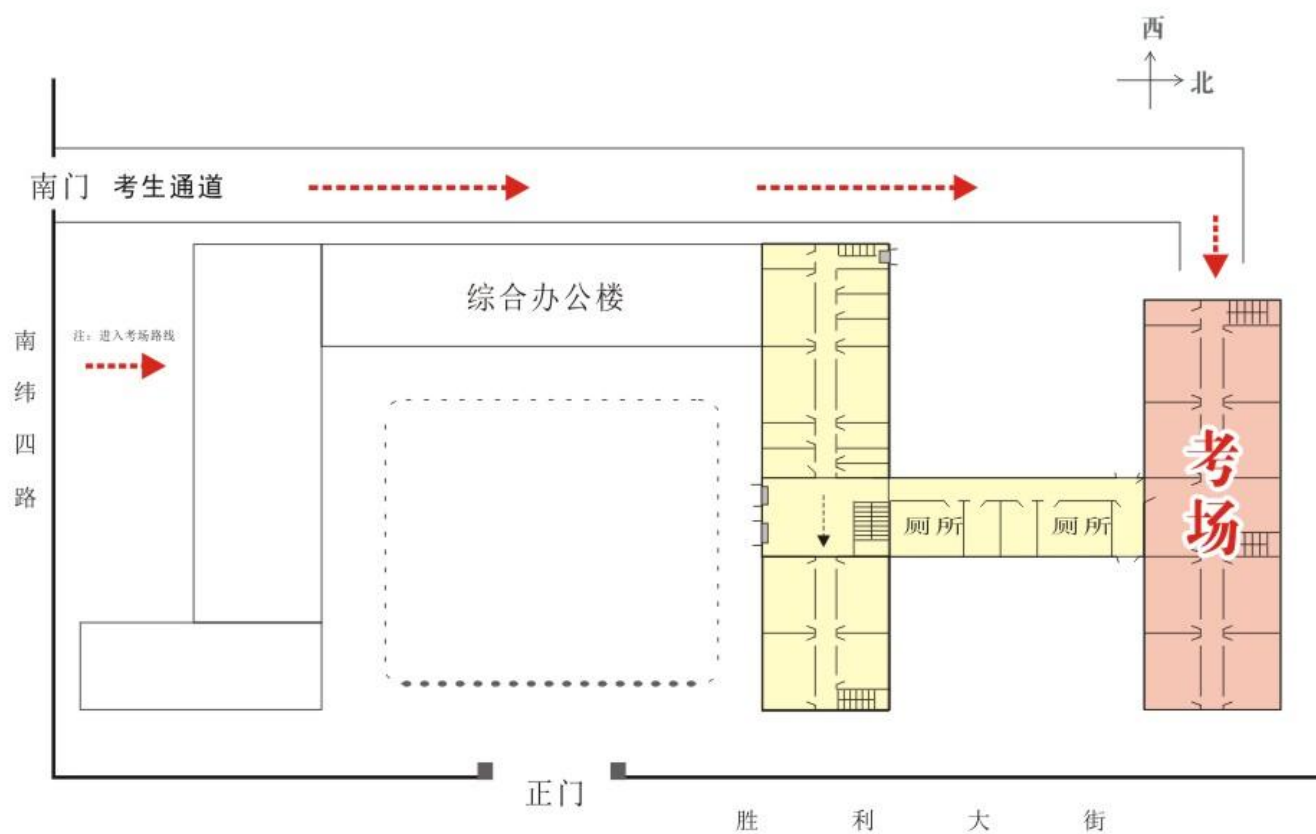 西
北
南门 考生通道
综合办公楼
注：进入考场路线
南纬四路
考场
厕所
厕所
正门
胜利大街